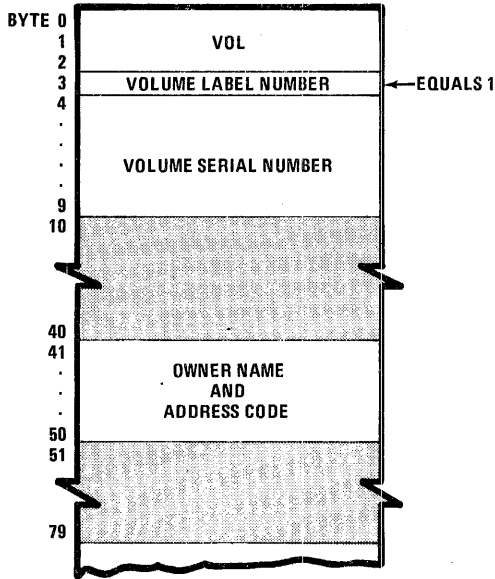 BYTE 0
1
VOL
2
3 VOLUME LABEL NUMBER EQUALS 1
4
.
.
.
VOLUME SERIAL NUMBER
.
9
10
40
41
OWNER NAME
.
AND
.
ADDRESS CODE
.
50
51
79